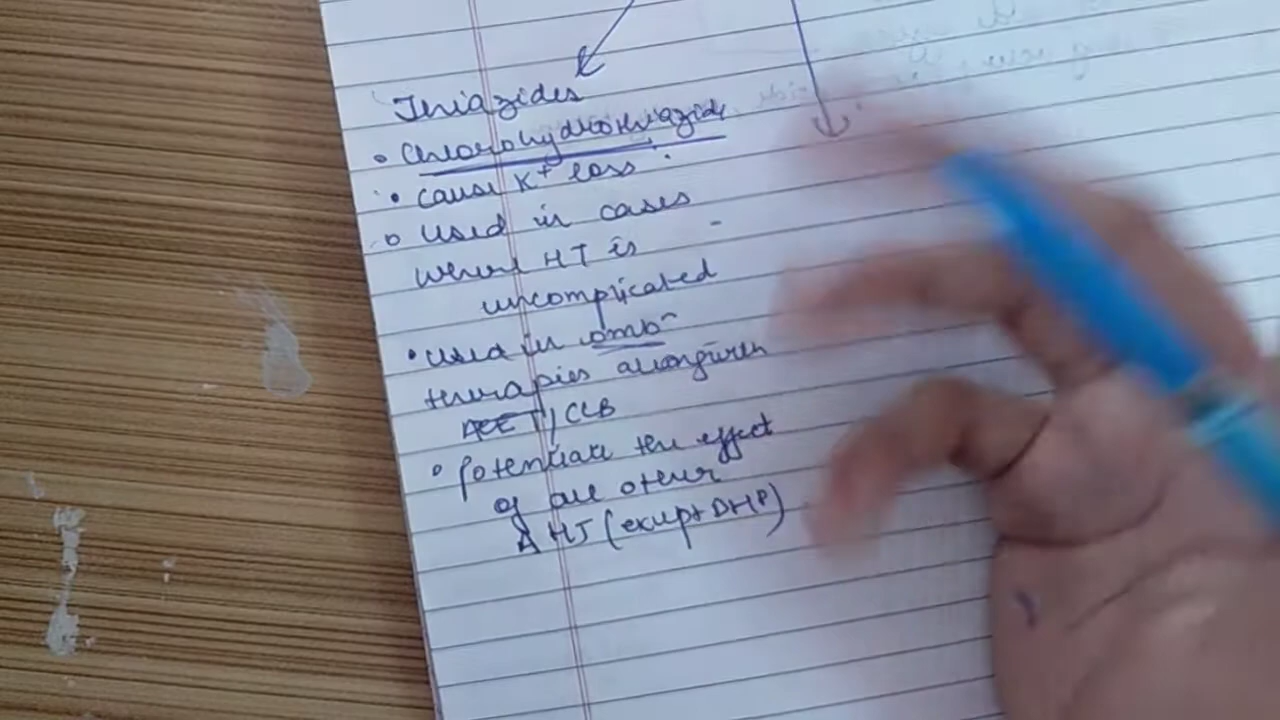 Thiazides
• Chlorohydrothiazide
• cause K+ loss
• used in cases
where HT is
uncomplicated
• used in combn
therapies alongwith
ACE I / CCB
• potentiate the effect
of all other
AHT (except DHP)